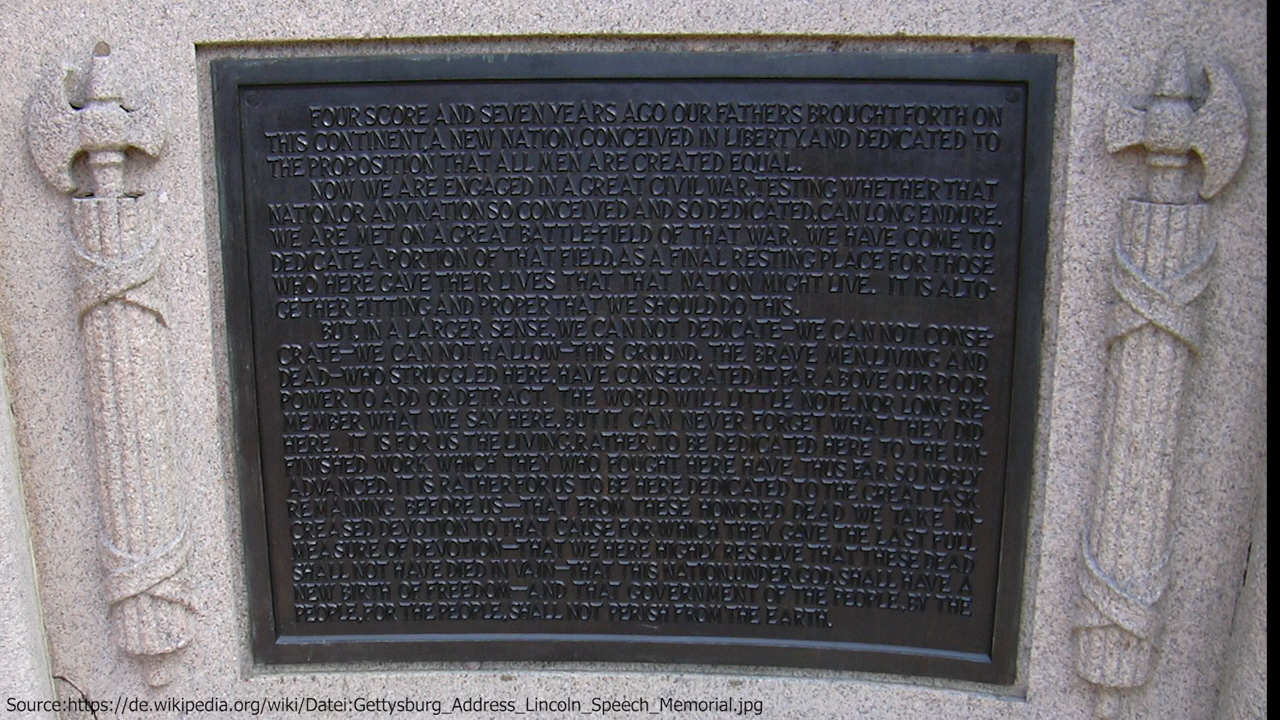 FOUR SCORE AND SEVEN YEARS AGO OUR FATHERS BROUGHT FORTH ON
THIS CONTINENT, A NEW NATION, CONCEIVED IN LIBERTY, AND DEDICATED TO
THE PROPOSITION THAT ALL MEN ARE CREATED EQUAL.
NOW WE ARE ENGAGED IN A GREAT CIVIL WAR, TESTING WHETHER THAT
NATION, OR ANY NATION SO CONCEIVED AND SO DEDICATED, CAN LONG ENDURE.
WE ARE MET ON A GREAT BATTLE-FIELD OF THAT WAR. WE HAVE COME TO
DEDICATE A PORTION OF THAT FIELD, AS A FINAL RESTING PLACE FOR THOSE
WHO HERE GAVE THEIR LIVES THAT THAT NATION MIGHT LIVE. IT IS ALTO-
GETHER FITTING AND PROPER THAT WE SHOULD DO THIS.
BUT, IN A LARGER SENSE, WE CAN NOT DEDICATE—WE CAN NOT CONSE-
CRATE—WE CAN NOT HALLOW—THIS GROUND. THE BRAVE MEN, LIVING AND
DEAD—WHO STRUGGLED HERE, HAVE CONSECRATED IT, FAR ABOVE OUR POOR
POWER TO ADD OR DETRACT. THE WORLD WILL LITTLE NOTE, NOR LONG RE-
MEMBER WHAT WE SAY HERE, BUT IT CAN NEVER FORGET WHAT THEY DID
HERE. IT IS FOR US THE LIVING, RATHER, TO BE DEDICATED HERE TO THE UN-
FINISHED WORK WHICH THEY WHO FOUGHT HERE HAVE THUS FAR SO NOBLY
ADVANCED. IT IS RATHER FOR US TO BE HERE DEDICATED TO THE GREAT TASK
REMAINING BEFORE US—THAT FROM THESE HONORED DEAD WE TAKE IN-
CREASED DEVOTION TO THAT CAUSE FOR WHICH THEY GAVE THE LAST FULL
MEASURE OF DEVOTION—THAT WE HERE HIGHLY RESOLVE THAT THESE DEAD
SHALL NOT HAVE DIED IN VAIN—THAT THIS NATION, UNDER GOD, SHALL HAVE A
NEW BIRTH OF FREEDOM—AND THAT GOVERNMENT OF THE PEOPLE, BY THE
PEOPLE, FOR THE PEOPLE, SHALL NOT PERISH FROM THE EARTH.
Source:https://de.wikipedia.org/wiki/Datei:Gettysburg_Address_Lincoln_Speech_Memorial.jpg